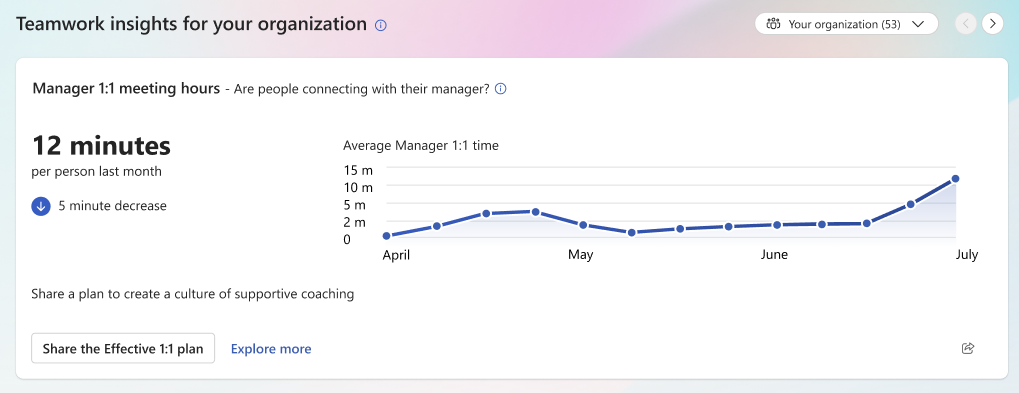 Teamwork insights for your organization
Your organization (53)
Manager 1:1 meeting hours - Are people connecting with their manager?
12 minutes
per person last month
5 minute decrease
Average Manager 1:1 time
15 m
10 m
5 m
2 m
0
April May June July
Share a plan to create a culture of supportive coaching
Share the Effective 1:1 plan Explore more